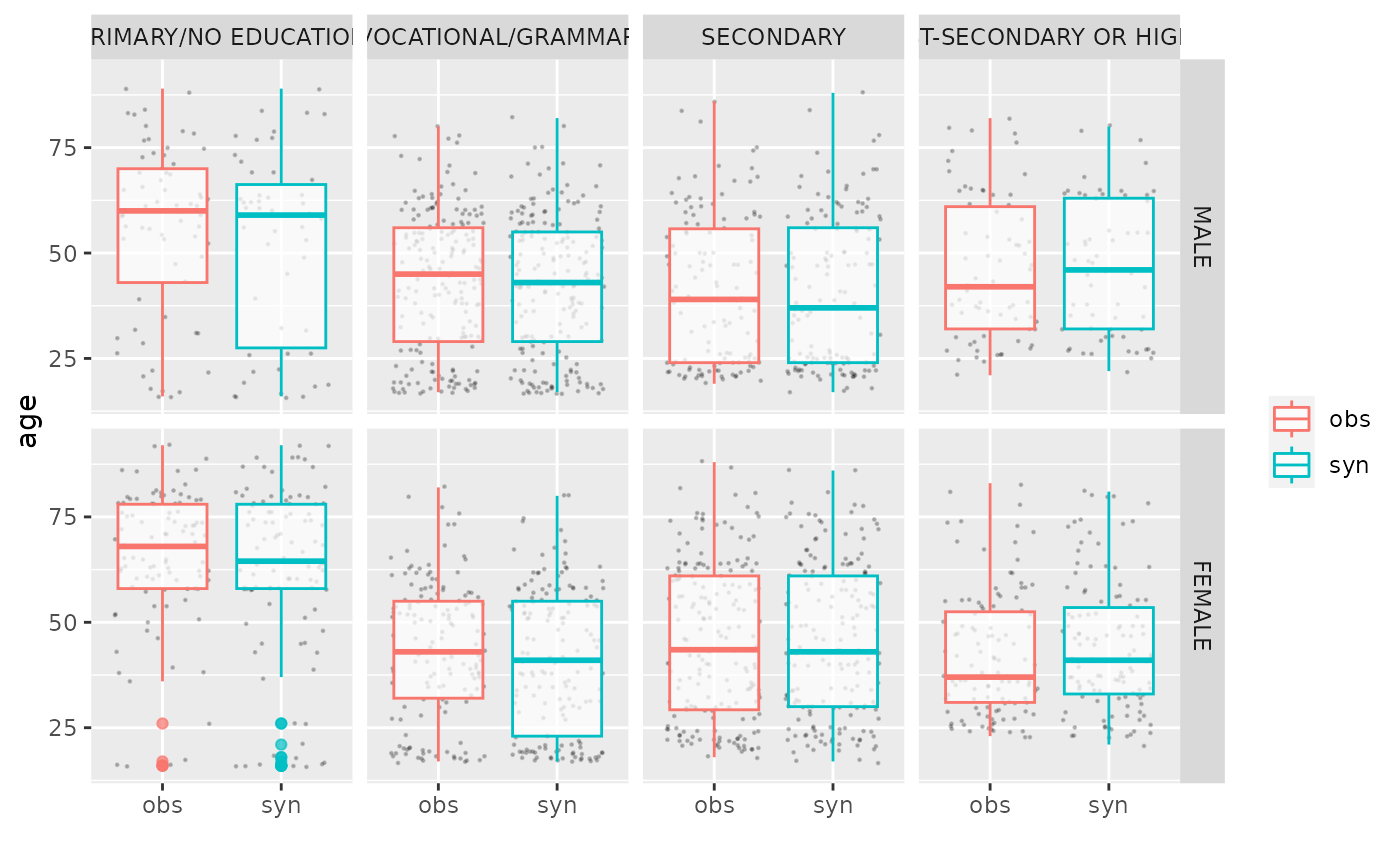 RIMARY/NO EDUCATION
VOCATIONAL/GRAMMAR
SECONDARY
T-SECONDARY OR HIG
75
50
25
MALE
age
obs
syn
75
50
25
FEMALE
obs
syn
obs
syn
obs
syn
obs
syn